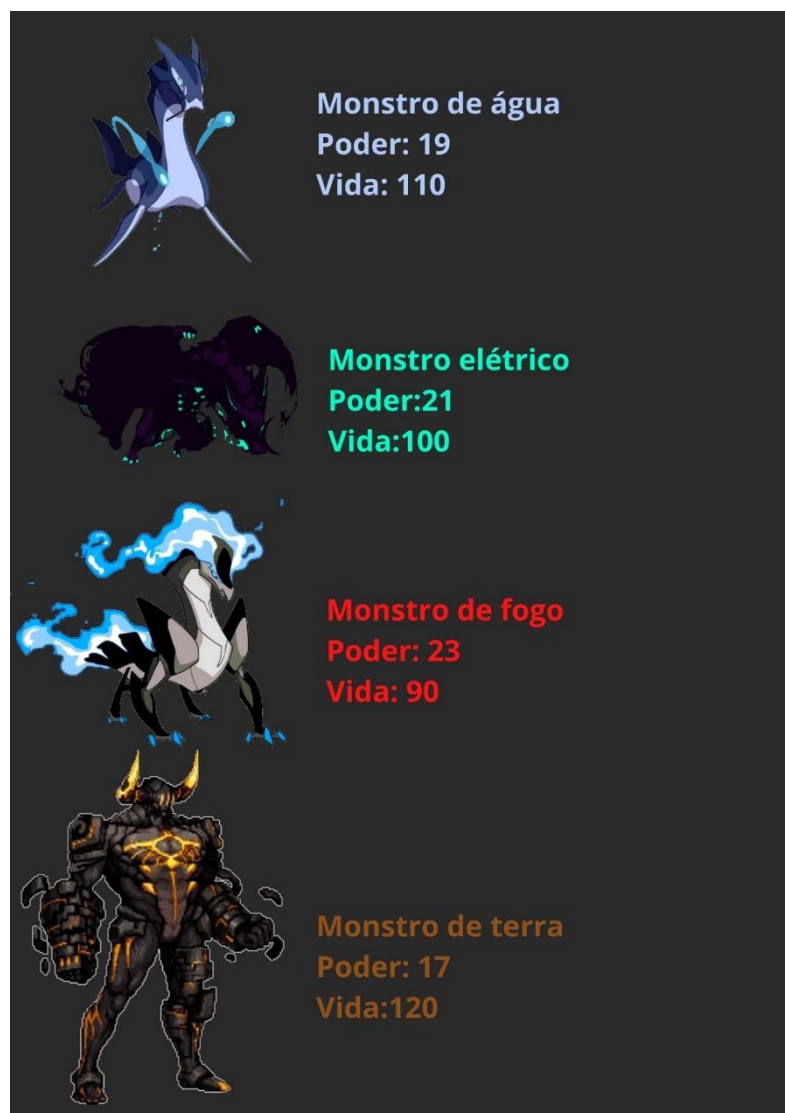 Monstro de água
Poder: 19
Vida: 110
Monstro elétrico
Poder:21
Vida:100
Monstro de fogo
Poder: 23
Vida: 90
Monstro de terra
Poder: 17
Vida:120